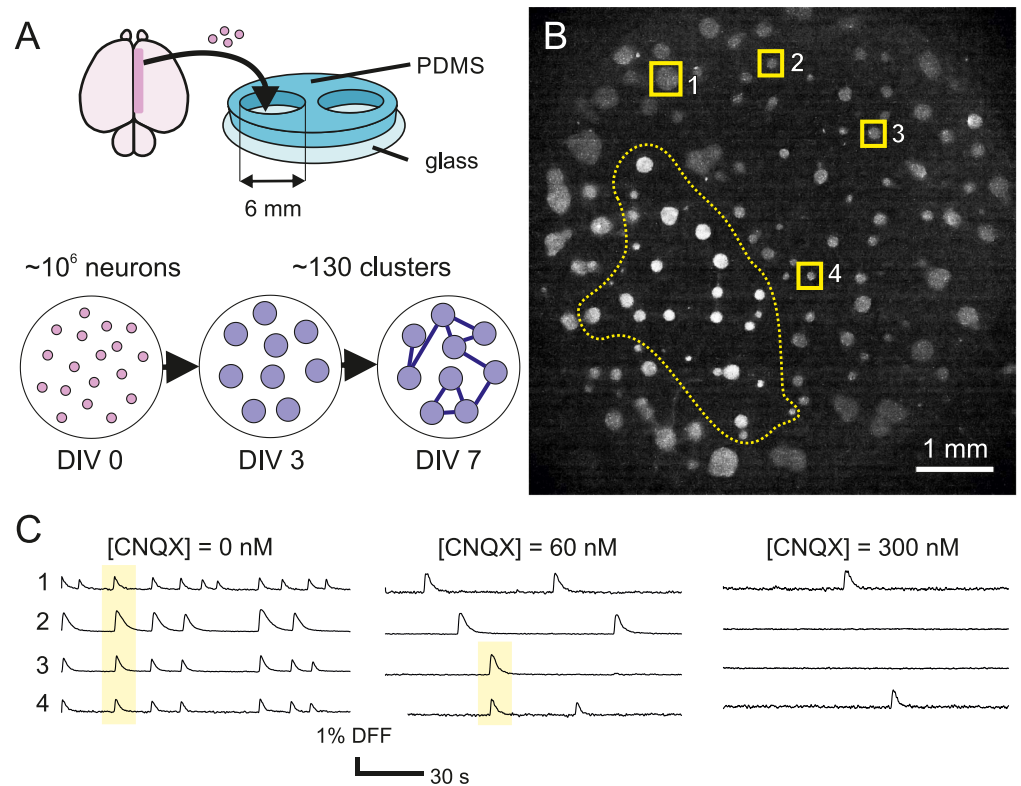 A
PDMS
glass
6 mm
~10⁶ neurons
~130 clusters
DIV 0
DIV 3
DIV 7
B
1
2
3
4
1 mm
C
[CNQX] = 0 nM
[CNQX] = 60 nM
[CNQX] = 300 nM
1
2
3
4
1% DFF
30 s